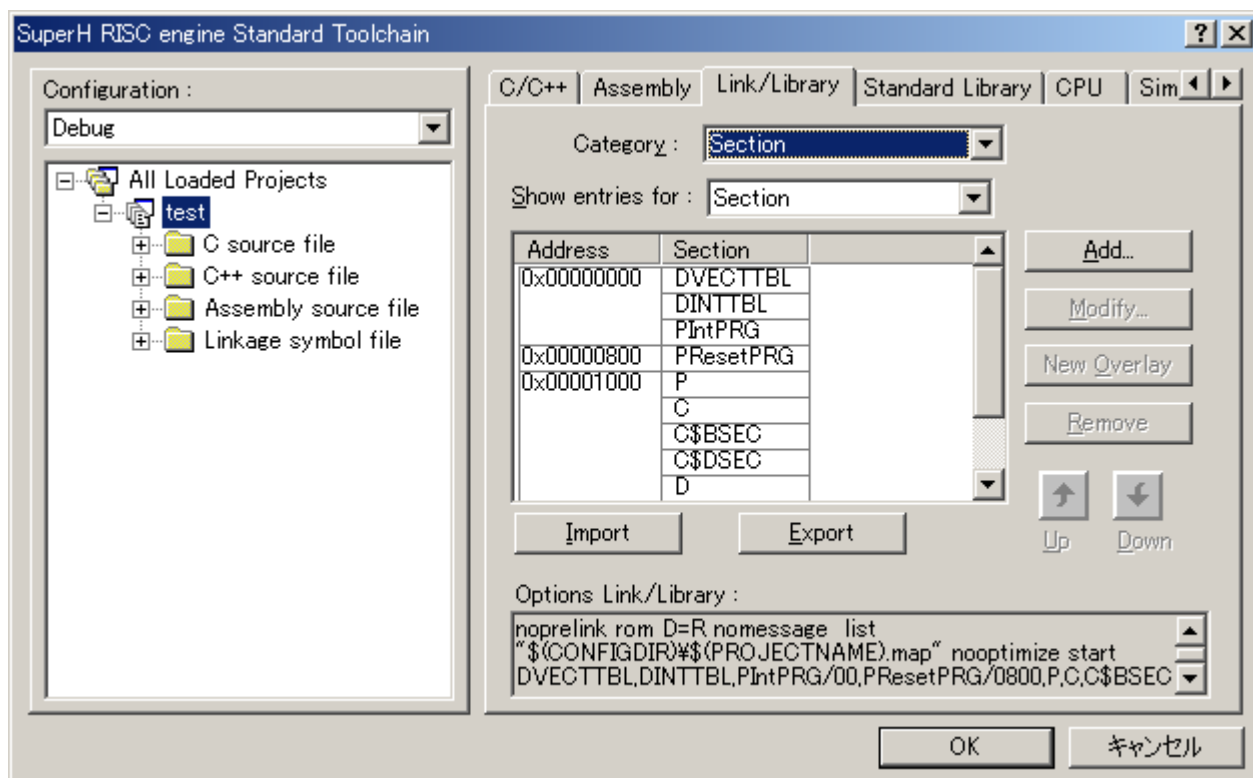 SuperH RISC engine Standard Toolchain
Configuration :
Debug
All Loaded Projects
test
C source file
C++ source file
Assembly source file
Linkage symbol file
C/C++ Assembly Link/Library Standard Library CPU Sim
Category : Section
Show entries for : Section
Address Section
0x00000000 DVECTTBL
DINTTBL
PIntPRG
0x00000800 PResetPRG
0x00001000 P
C
C$BSEC
C$DSEC
D
Add...
Modify...
New Overlay
Remove
Up Down
Import Export
Options Link/Library :
noprelink rom D=R nomessage list
"$(CONFIGDIR)¥$(PROJECTNAME).map" nooptimize start
DVECTTBL,DINTTBL,PIntPRG/00,PResetPRG/0800,P,C,C$BSEC
OK キャンセル